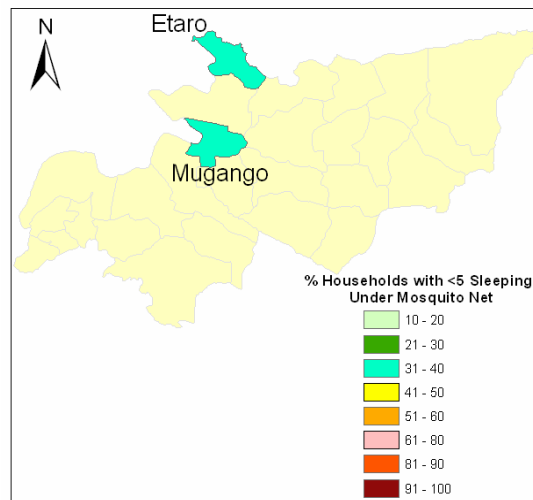 Etaro
N
Mugango
% Households with <5 Sleeping
Under Mosquito Net
10 - 20
21 - 30
31 - 40
41 - 50
51 - 60
61 - 80
81 - 90
91 - 100